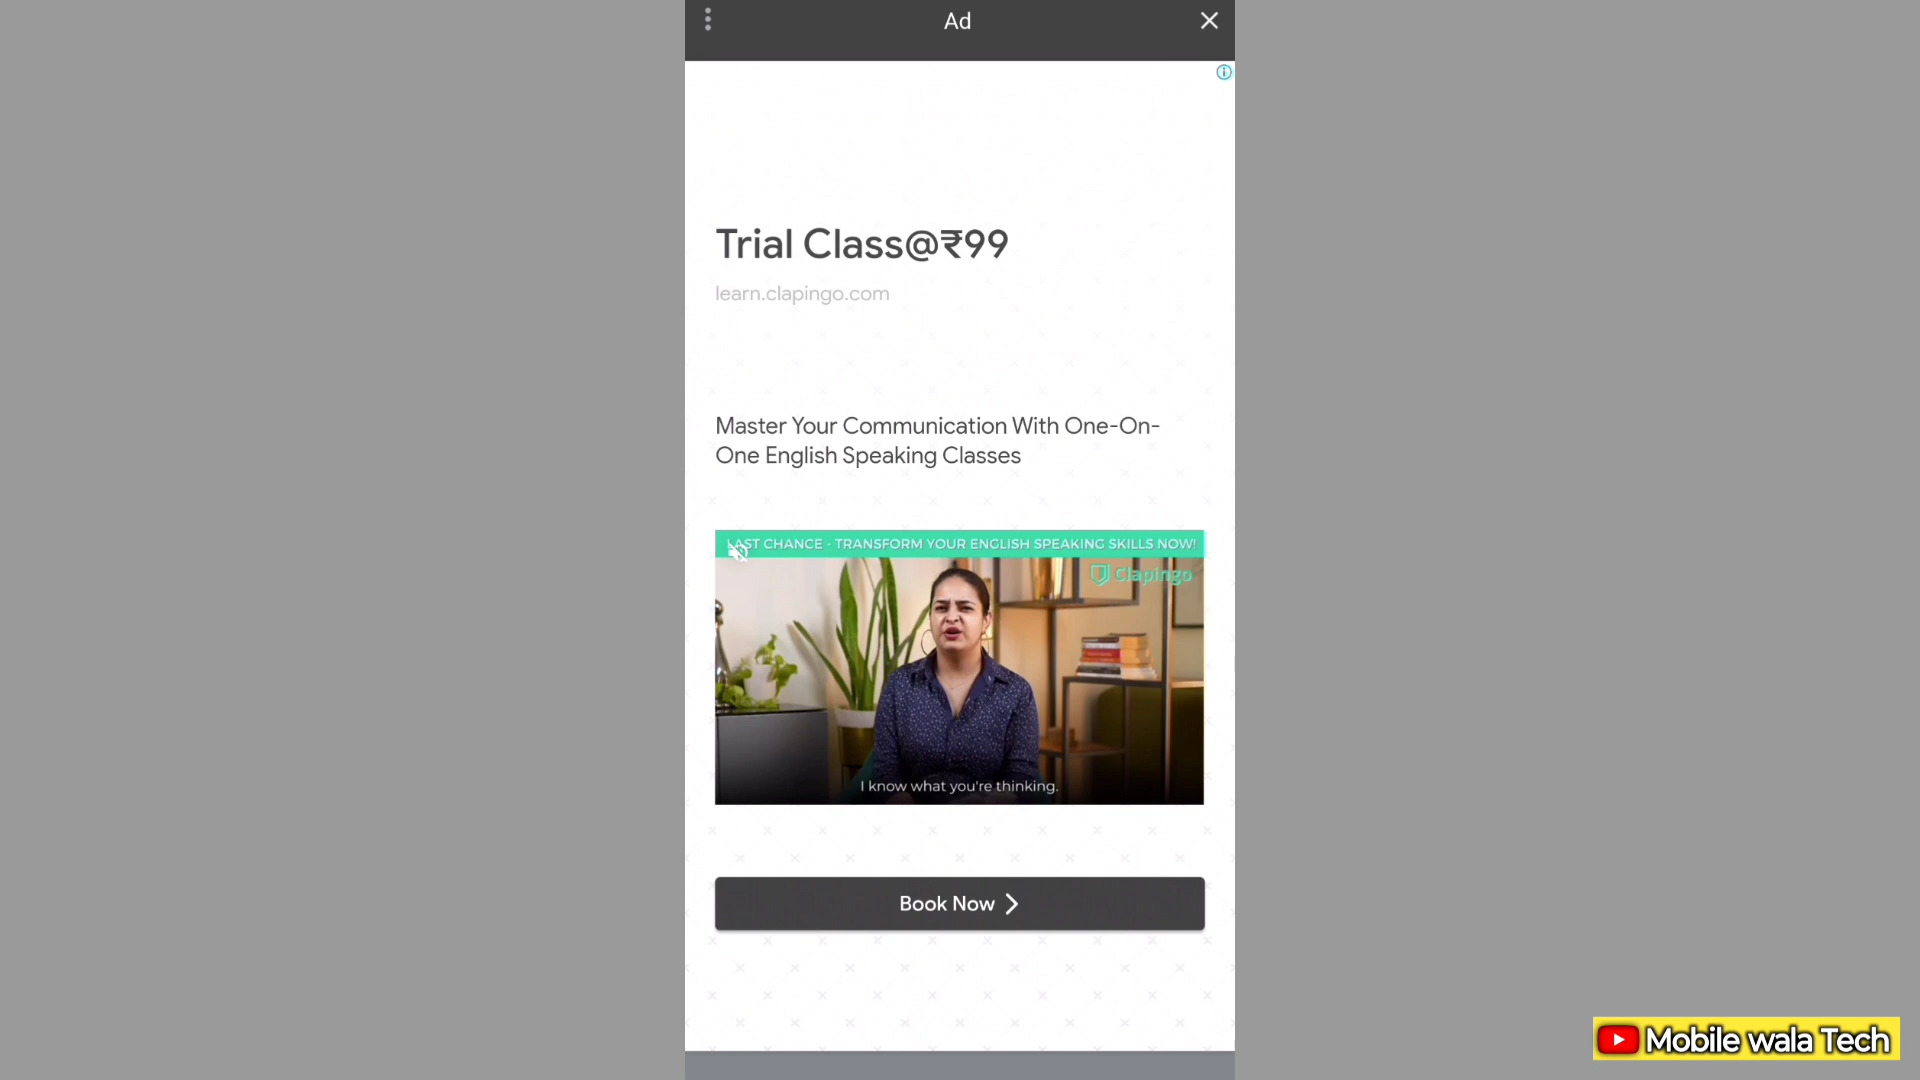 Ad
Trial Class@₹99
learn.clapingo.com
Master Your Communication With One-On-
One English Speaking Classes
LAST CHANCE - TRANSFORM YOUR ENGLISH SPEAKING SKILLS NOW!
Clapingo
I know what you're thinking.
Book Now
Mobile wala Tech